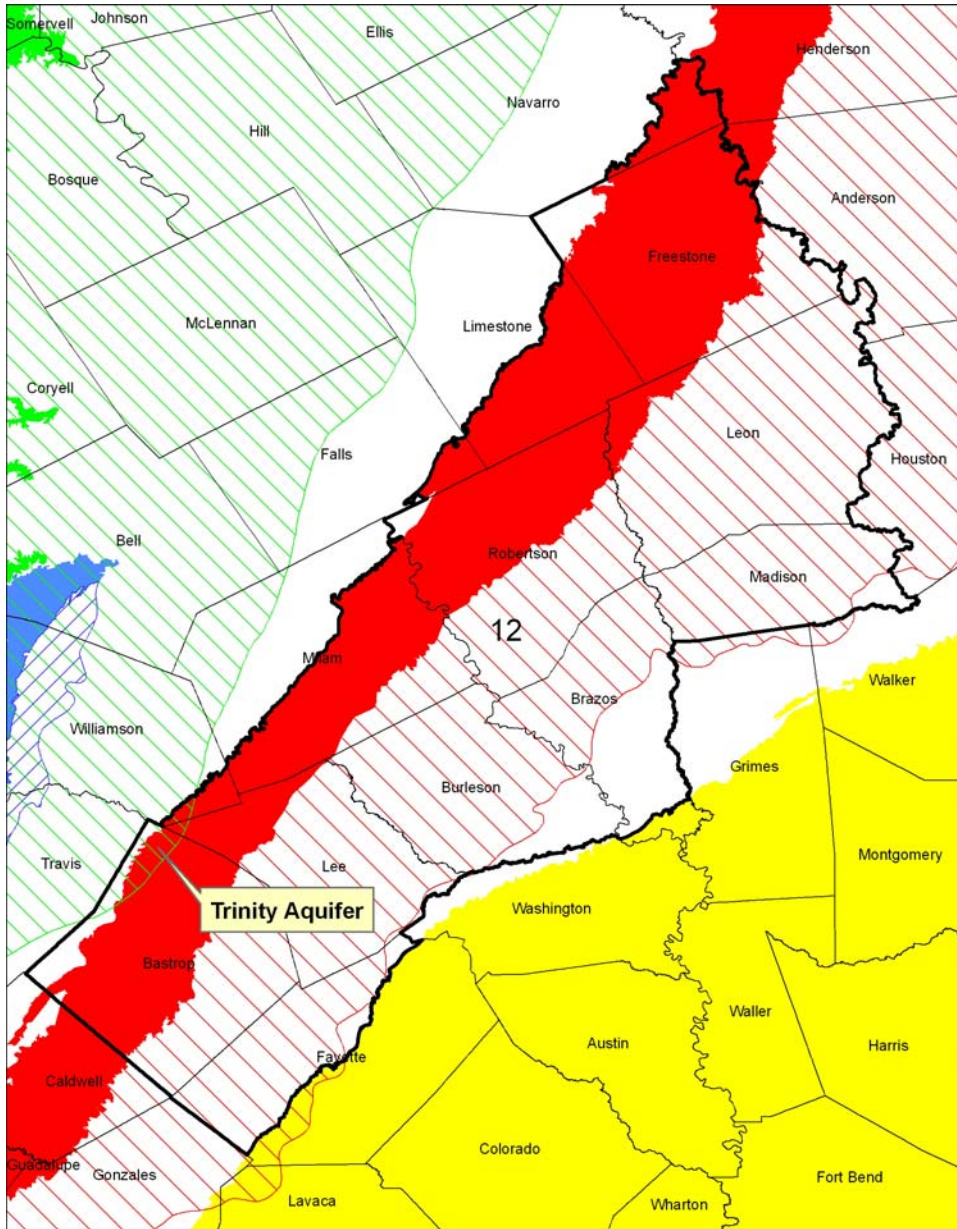 Somervell
Johnson
Ellis
Henderson
Navarro
Hill
Bosque
Anderson
Freestone
McLennan
Limestone
Coryell
Leon
Falls
Houston
Bell
Robertson
Madison
12
Milam
Walker
Brazos
Williamson
Grimes
Burleson
Montgomery
Travis
Lee
Trinity Aquifer
Washington
Bastrop
Waller
Austin
Harris
Fayette
Caldwell
Colorado
Guadalupe
Gonzales
Fort Bend
Lavaca
Wharton